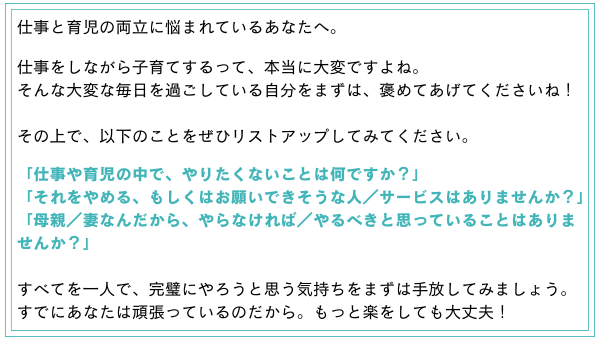 仕事と育児の両立に悩まれているあなたへ。
仕事をしながら子育てするって、本当に大変ですよね。
そんな大変な毎日を過ごしている自分をまずは、褒めてあげてくださいね！
その上で、以下のことをぜひリストアップしてみてください。
「仕事や育児の中で、やりたくないことは何ですか？」
「それをやめる、もしくはお願いできそうな人／サービスはありませんか？」
「母親／妻なんだから、やらなければ／やるべきと思っていることはありま
せんか？」
すべてを一人で、完璧にやろうと思う気持ちをまずは手放してみましょう。
すでにあなたは頑張っているのだから。もっと楽をしても大丈夫！